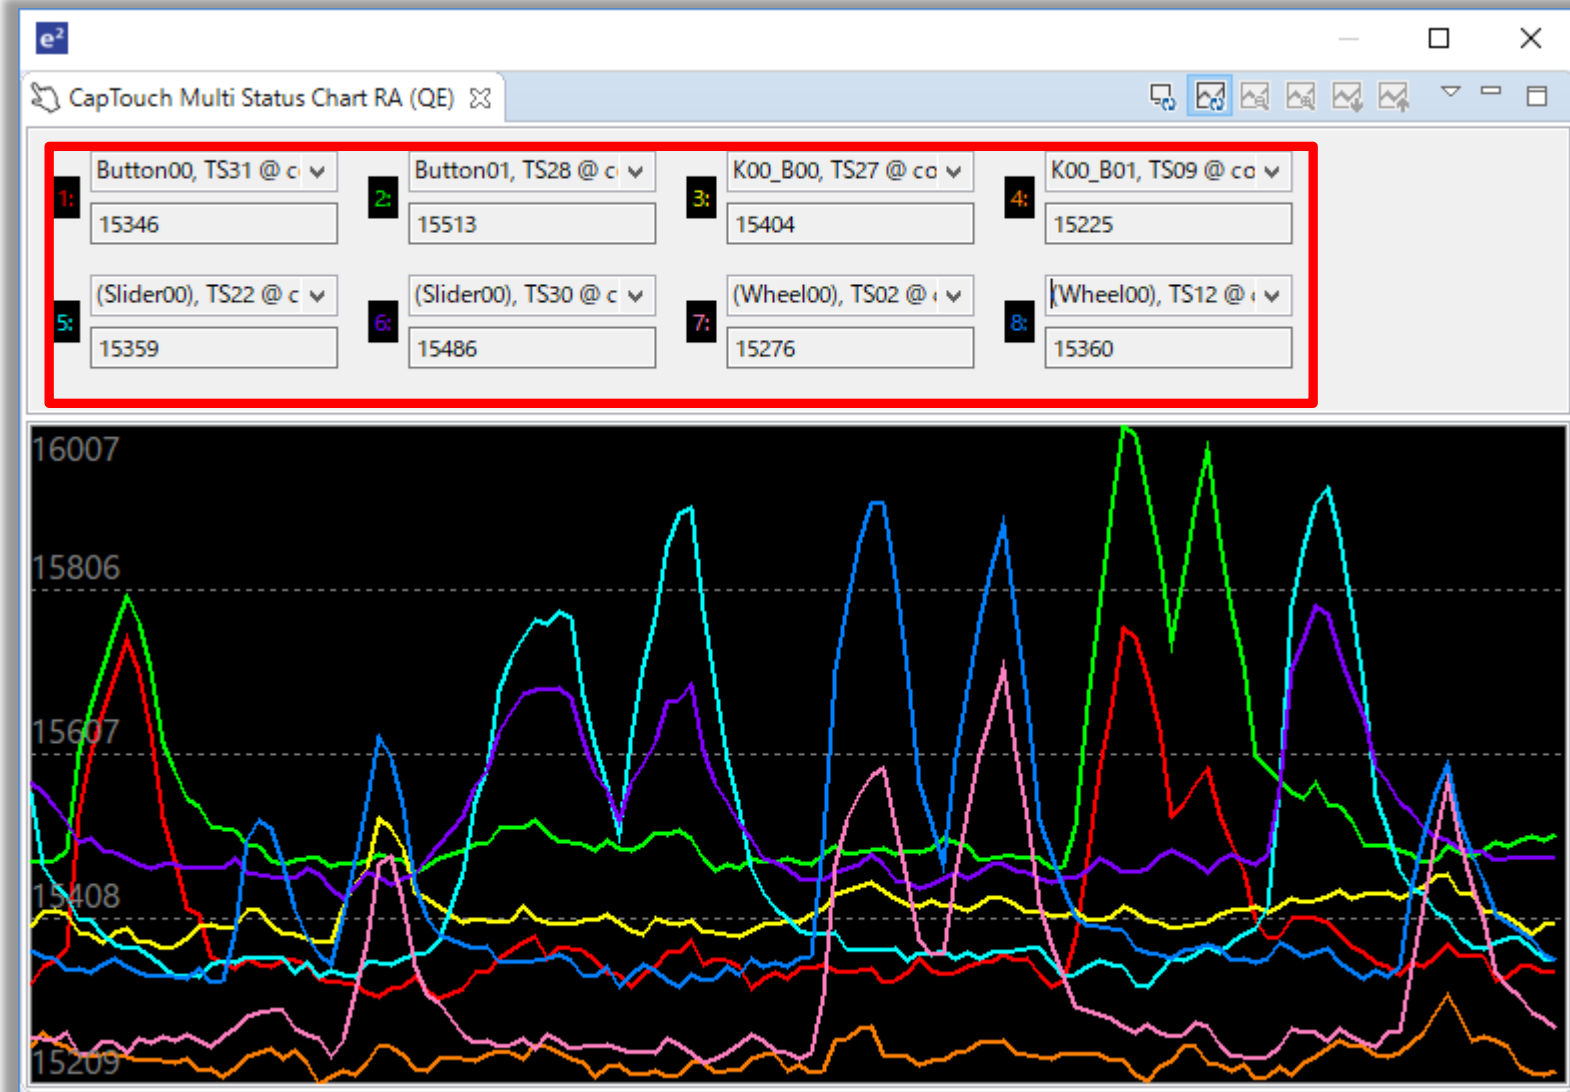 e²
CapTouch Multi Status Chart RA (QE)
1: Button00, TS31 @ c 2: Button01, TS28 @ c 3: K00_B00, TS27 @ co 4: K00_B01, TS09 @ co
15346 15513 15404 15225
5: (Slider00), TS22 @ c 6: (Slider00), TS30 @ c 7: (Wheel00), TS02 @ 8: (Wheel00), TS12 @
15359 15486 15276 15360
16007
15806
15607
15408
15209